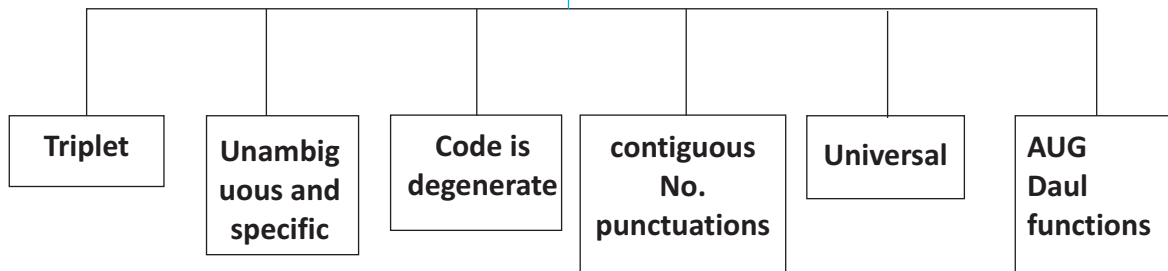 Triplet
Unambig
uous and
specific
Code is
degenerate
contiguous
No.
punctuations
Universal
AUG
Daul
functions